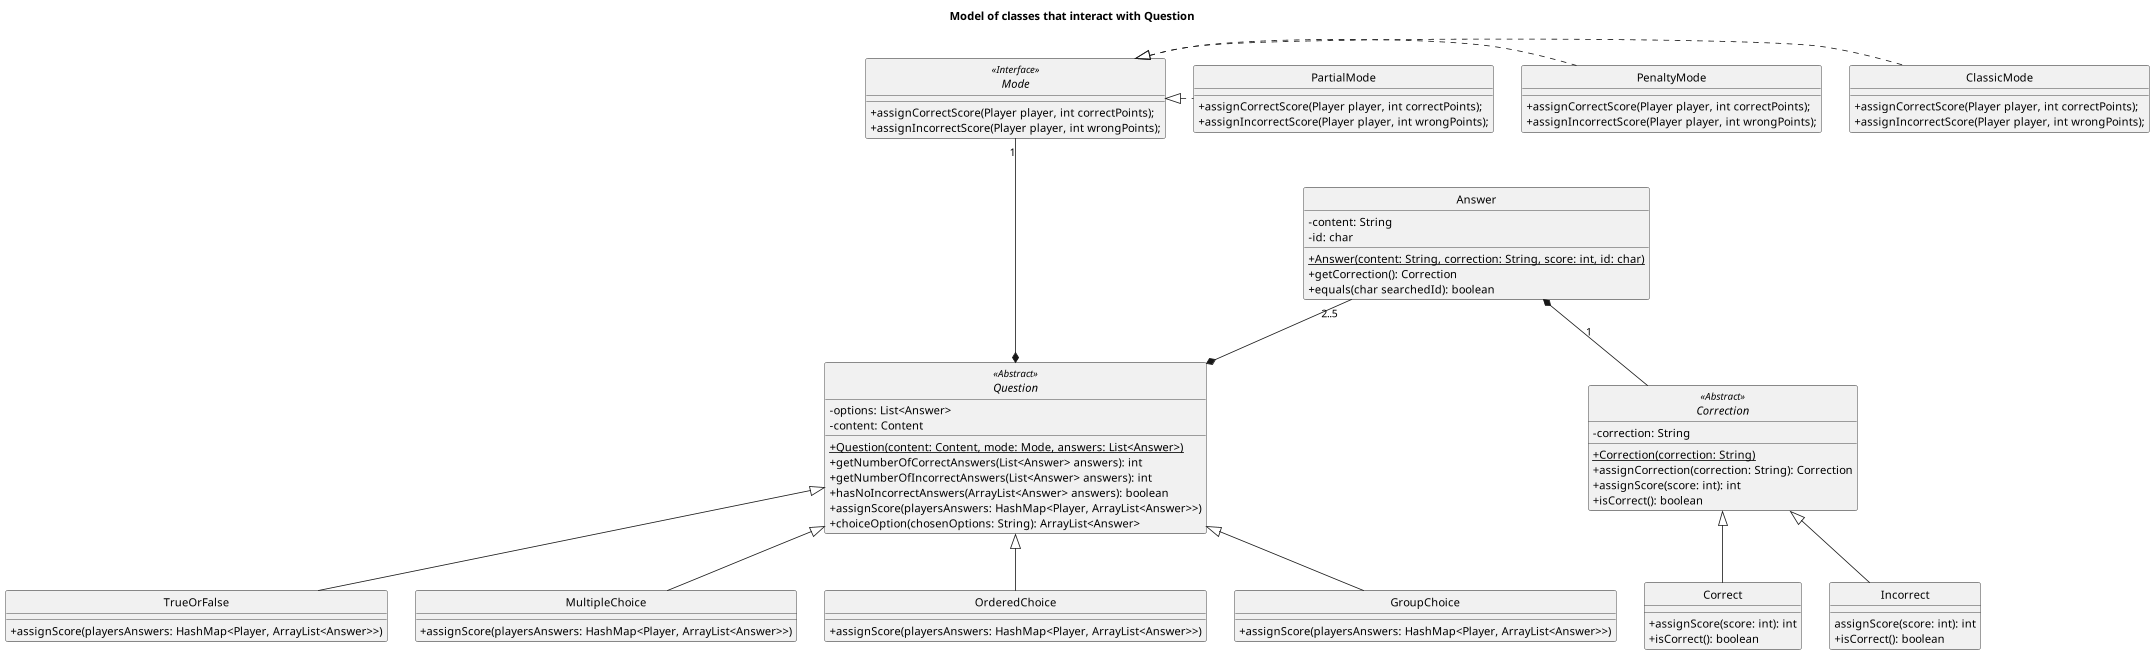 Model of classes that interact with Question
«Interface»
Mode
+assignCorrectScore(Player player, int correctPoints);
+assignIncorrectScore(Player player, int wrongPoints);
PartialMode
+assignCorrectScore(Player player, int correctPoints);
+assignIncorrectScore(Player player, int wrongPoints);
PenaltyMode
+assignCorrectScore(Player player, int correctPoints);
+assignIncorrectScore(Player player, int wrongPoints);
ClassicMode
+assignCorrectScore(Player player, int correctPoints);
+assignIncorrectScore(Player player, int wrongPoints);
1
Answer
-content: String
-id: char
+Answer(content: String, correction: String, score: int, id: char)
+getCorrection(): Correction
+equals(char searchedId): boolean
2..5
1
«Abstract»
Question
-options: List<Answer>
-content: Content
+Question(content: Content, mode: Mode, answers: List<Answer>)
+getNumberOfCorrectAnswers(List<Answer> answers): int
+getNumberOfIncorrectAnswers(List<Answer> answers): int
+hasNoIncorrectAnswers(ArrayList<Answer> answers): boolean
+assignScore(playersAnswers: HashMap<Player, ArrayList<Answer>>)
+choiceOption(chosenOptions: String): ArrayList<Answer>
«Abstract»
Correction
-correction: String
+Correction(correction: String)
+assignCorrection(correction: String): Correction
+assignScore(score: int): int
+isCorrect(): boolean
TrueOrFalse
+assignScore(playersAnswers: HashMap<Player, ArrayList<Answer>>)
MultipleChoice
+assignScore(playersAnswers: HashMap<Player, ArrayList<Answer>>)
OrderedChoice
+assignScore(playersAnswers: HashMap<Player, ArrayList<Answer>>)
GroupChoice
+assignScore(playersAnswers: HashMap<Player, ArrayList<Answer>>)
Correct
+assignScore(score: int): int
+isCorrect(): boolean
Incorrect
assignScore(score: int): int
+isCorrect(): boolean